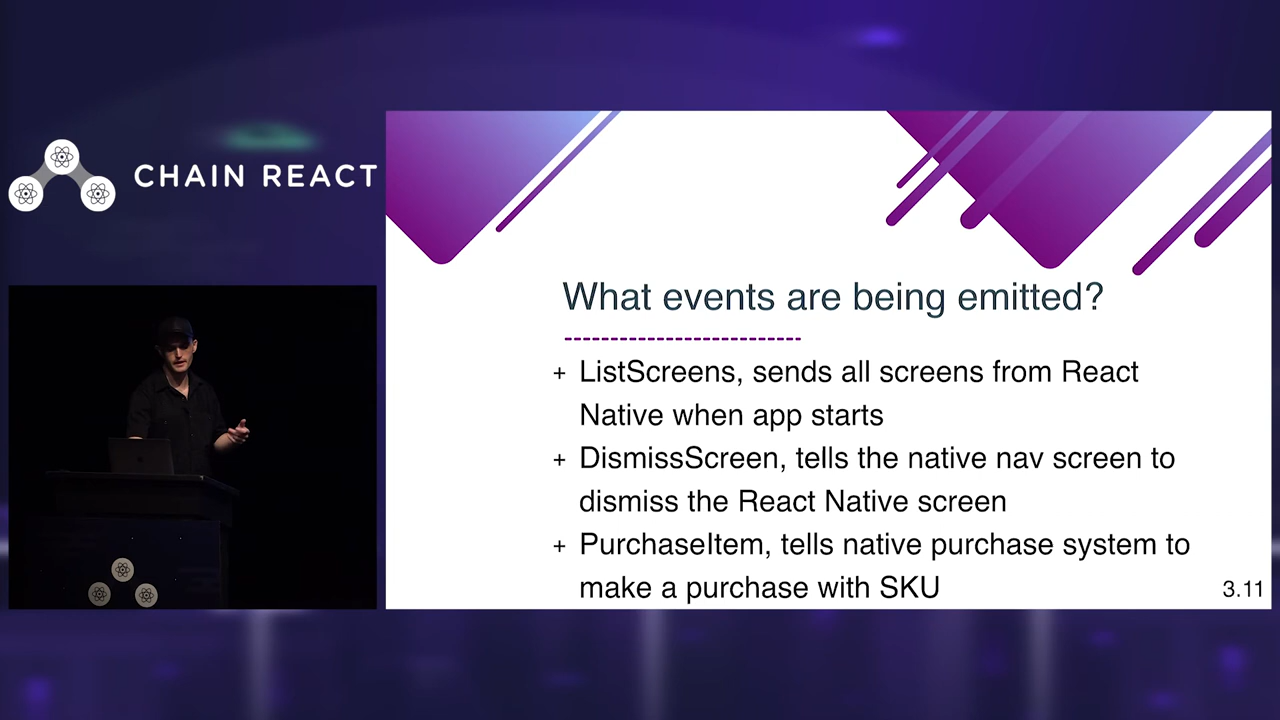 CHAIN REACT
What events are being emitted?
+ ListScreens, sends all screens from React
Native when app starts
+ DismissScreen, tells the native nav screen to
dismiss the React Native screen
+ PurchaseItem, tells native purchase system to
make a purchase with SKU
3.11